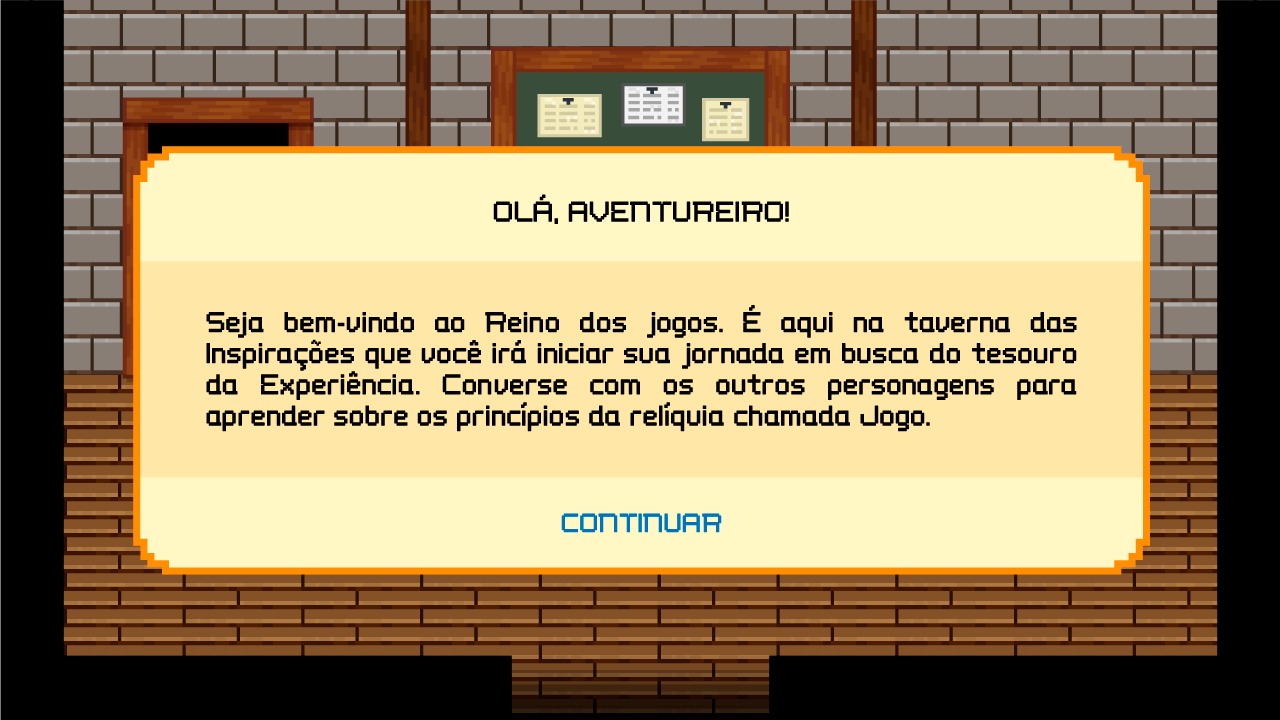 OLÁ, AVENTUREIRO!
Seja bem-vindo ao Reino dos jogos. É aqui na taverna das
Inspirações que você irá iniciar sua jornada em busca do tesouro
da Experiência. Converse com os outros personagens para
aprender sobre os princípios da relíquia chamada Jogo.
CONTINUAR